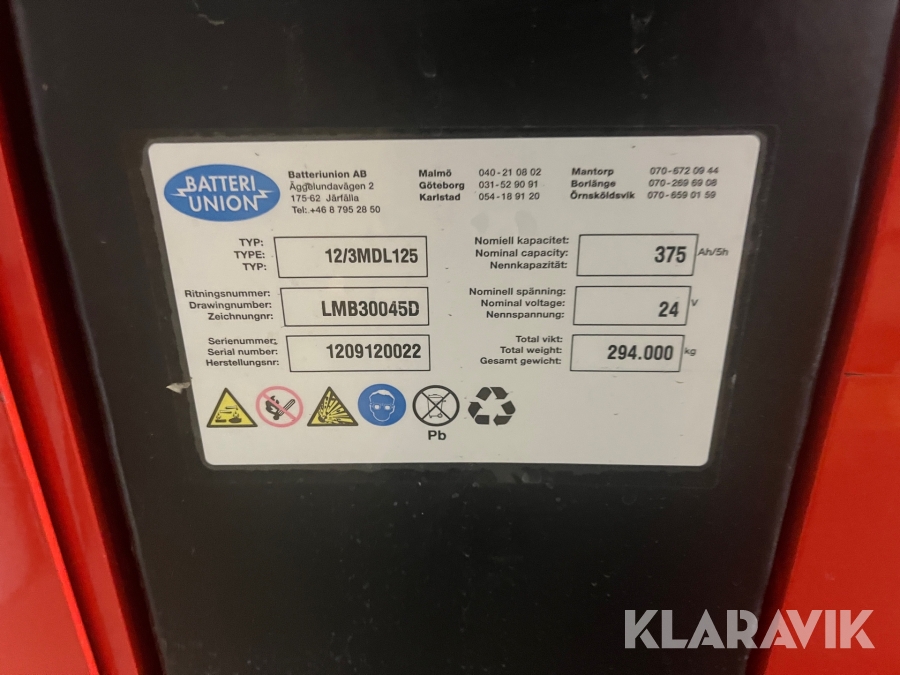 BATTERI
UNION
Batteriunion AB
Äggelundavägen 2
175 62 Järfälla
Tel: +46 8 795 28 50
Malmö 040-21 08 02
Göteborg 031-52 90 91
Karlstad 054-18 91 20
Mantorp 070-672 09 44
Borlänge 070-269 69 08
Örnsköldsvik 070-659 01 59
TYP:
TYPE: 12/3MDL125
TYP:
Ritningsnummer:
Drawingnumber: LMB30045D
Zeichnungnr:
Serienummer:
Serial number: 1209120022
Herstellungsnr:
Nomiell kapacitet:
Nominal capacity: 375 Ah/5h
Nennkapazität:
Nominell spänning:
Nominal voltage: 24 V
Nennspannung:
Total vikt:
Total weight: 294.000 kg
Gesamt gewicht:
Pb
KLARAVIK